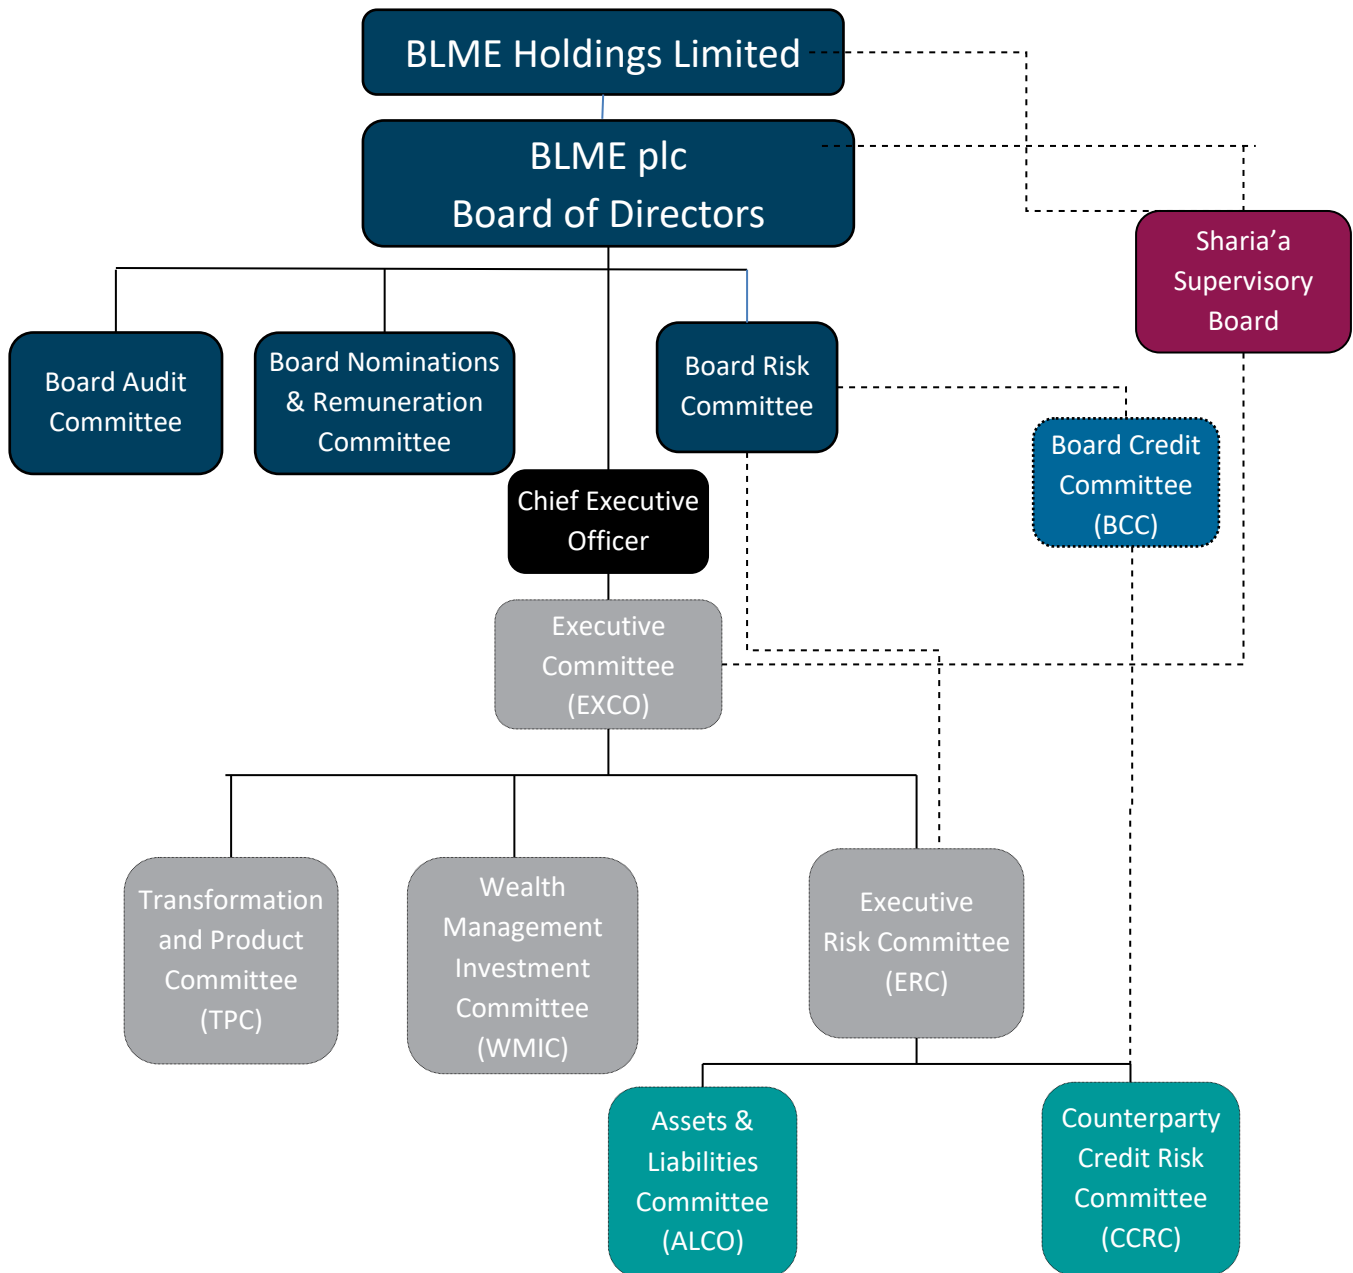 BLME Holdings Limited
BLME plc
Board of Directors
Sharia’a
Supervisory
Board
Board Audit
Committee
Board Nominations
& Remuneration
Committee
Board Risk
Committee
Board Credit
Committee
(BCC)
Chief Executive
Officer
Executive
Committee
(EXCO)
Transformation
and Product
Committee
(TPC)
Wealth
Management
Investment
Committee
(WMIC)
Executive
Risk Committee
(ERC)
Assets &
Liabilities
Committee
(ALCO)
Counterparty
Credit Risk
Committee
(CCRC)